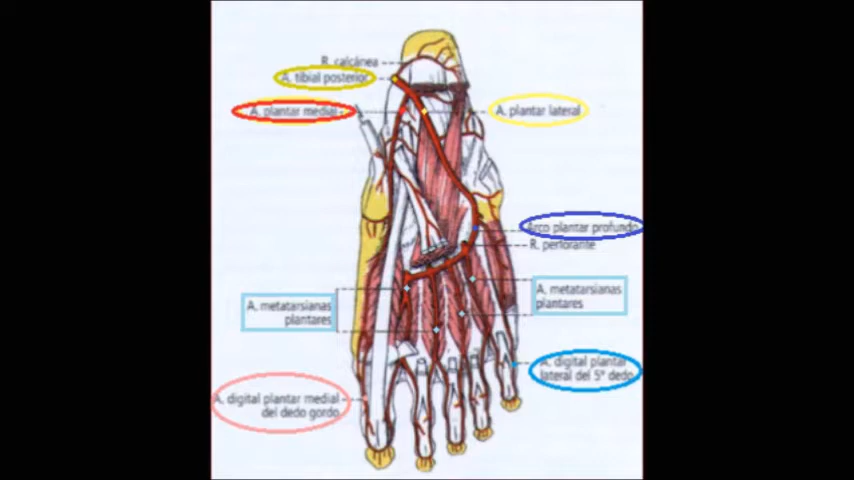 R. calcánea
A. tibial posterior
A. plantar medial
A. plantar lateral
Arco plantar profundo
R. perforante
A. metatarsianas
plantares
A. metatarsianas
plantares
A. digital plantar
lateral del 5° dedo
A. digital plantar medial
del dedo gordo